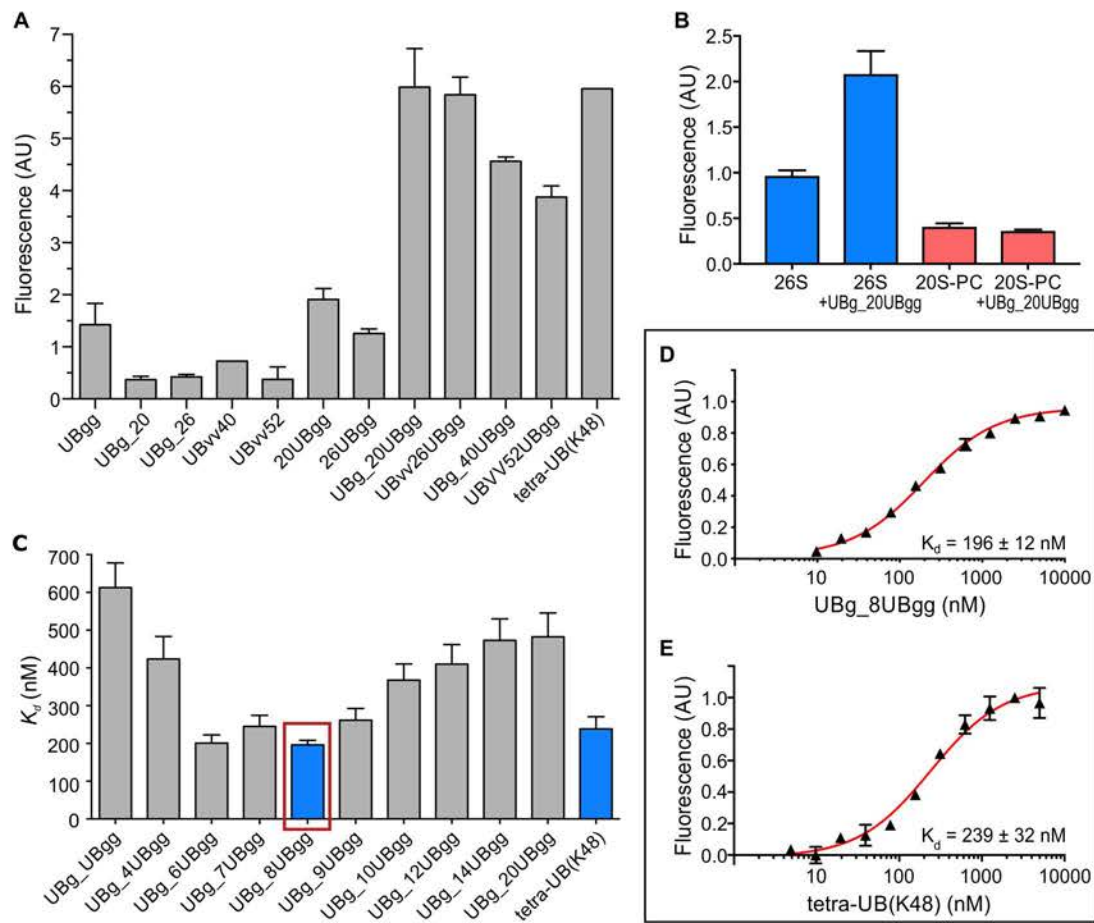 A
Fluorescence (AU)
7
6
5
4
3
2
1
0
UBgg
UBg_20
UBg_26
UBvv40
UBvv52
20UBgg
26UBgg
UBg_20UBgg
UBvv26UBgg
UBg_40UBgg
UBVV52UBgg
tetra-UB(K48)
B
Fluorescence (AU)
2.5
2.0
1.5
1.0
0.5
0.0
26S
26S
+UBg_20UBgg
20S-PC
20S-PC
+UBg_20UBgg
C
Kd (nM)
700
600
500
400
300
200
100
0
UBg_0UBgg
UBg_4UBgg
UBg_6UBgg
UBg_7UBgg
UBg_8UBgg
UBg_9UBgg
UBg_10UBgg
UBg_12UBgg
UBg_14UBgg
UBg_20UBgg
tetra-UB(K48)
D
Fluorescence (AU)
1.0
0.8
0.6
0.4
0.2
0.0
Kd = 196 ± 12 nM
10 100 1000 10000
UBg_8UBgg (nM)
E
Fluorescence (AU)
1.0
0.8
0.6
0.4
0.2
0.0
Kd = 239 ± 32 nM
10 100 1000 10000
tetra-UB(K48) (nM)